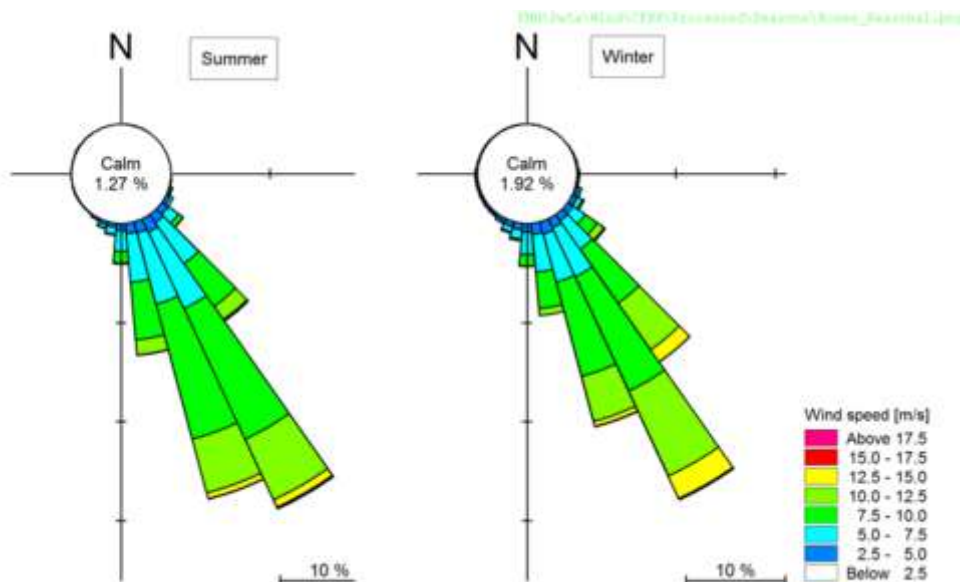 N
Summer
Calm
1.27 %
10 %
N
Winter
Calm
1.92 %
10 %
Wind speed [m/s]
Above 17.5
15.0 - 17.5
12.5 - 15.0
10.0 - 12.5
7.5 - 10.0
5.0 - 7.5
2.5 - 5.0
Below 2.5